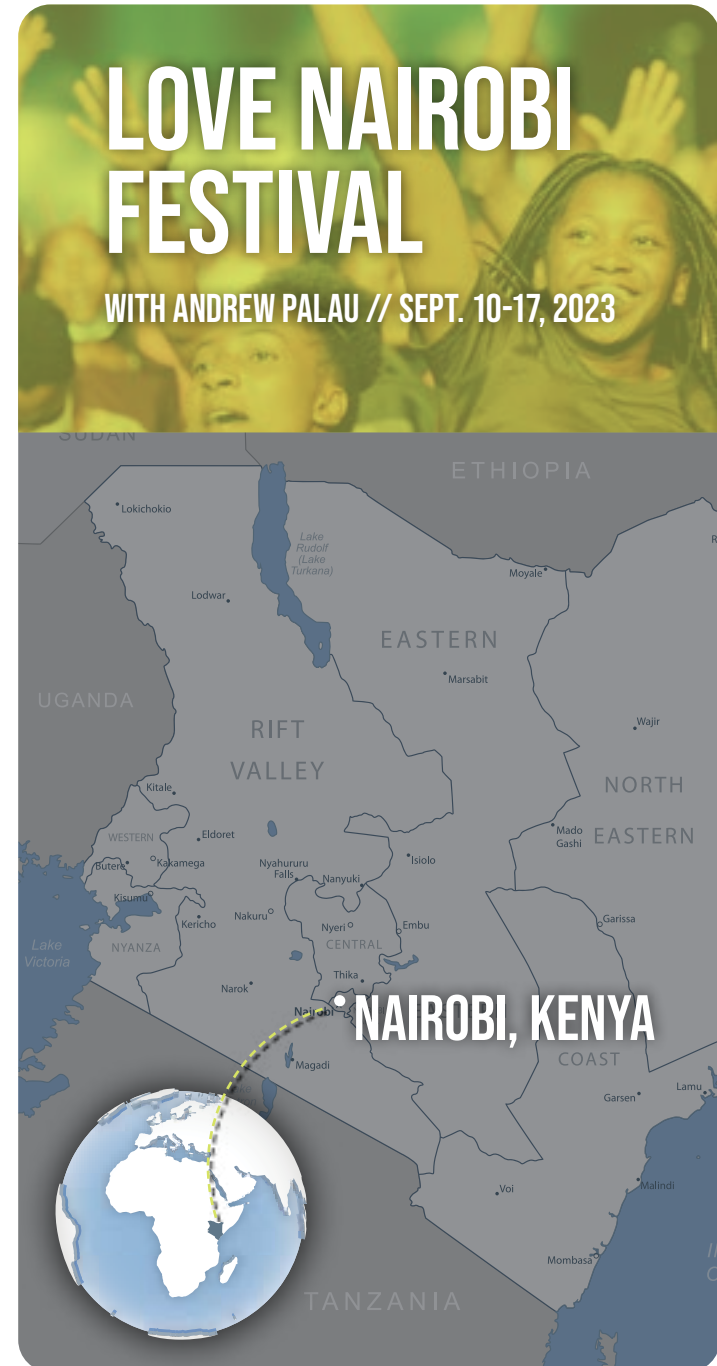 LOVE NAIROBI
FESTIVAL
WITH ANDREW PALAU // SEPT. 10-17, 2023
SUDAN
ETHIOPIA
Lokichokio
Lake
Rudolf
(Lake
Turkana)
Moyale
Lodwar
EASTERN
Marsabit
UGANDA
RIFT
VALLEY
Wajir
NORTH
EASTERN
Kitale
WESTERN
Eldoret
Mado
Gashi
Butere
Kakamega
Nyahururu
Falls
Isiolo
Nanyuki
Kisumu
Kericho
Nakuru
Nyeri
Embu
Garissa
CENTRAL
NYANZA
Lake
Victoria
Thika
Narok
Nairobi
NAIROBI, KENYA
Magadi
COAST
Lamu
Garsen
Voi
Malindi
Mombasa
TANZANIA